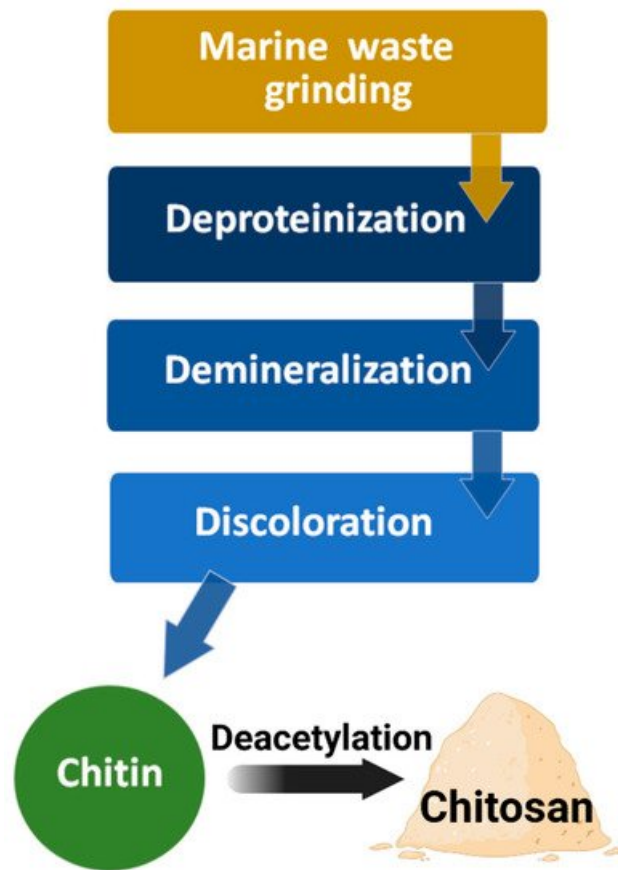 Marine waste
grinding
Deproteinization
Demineralization
Discoloration
Chitin
Deacetylation
Chitosan